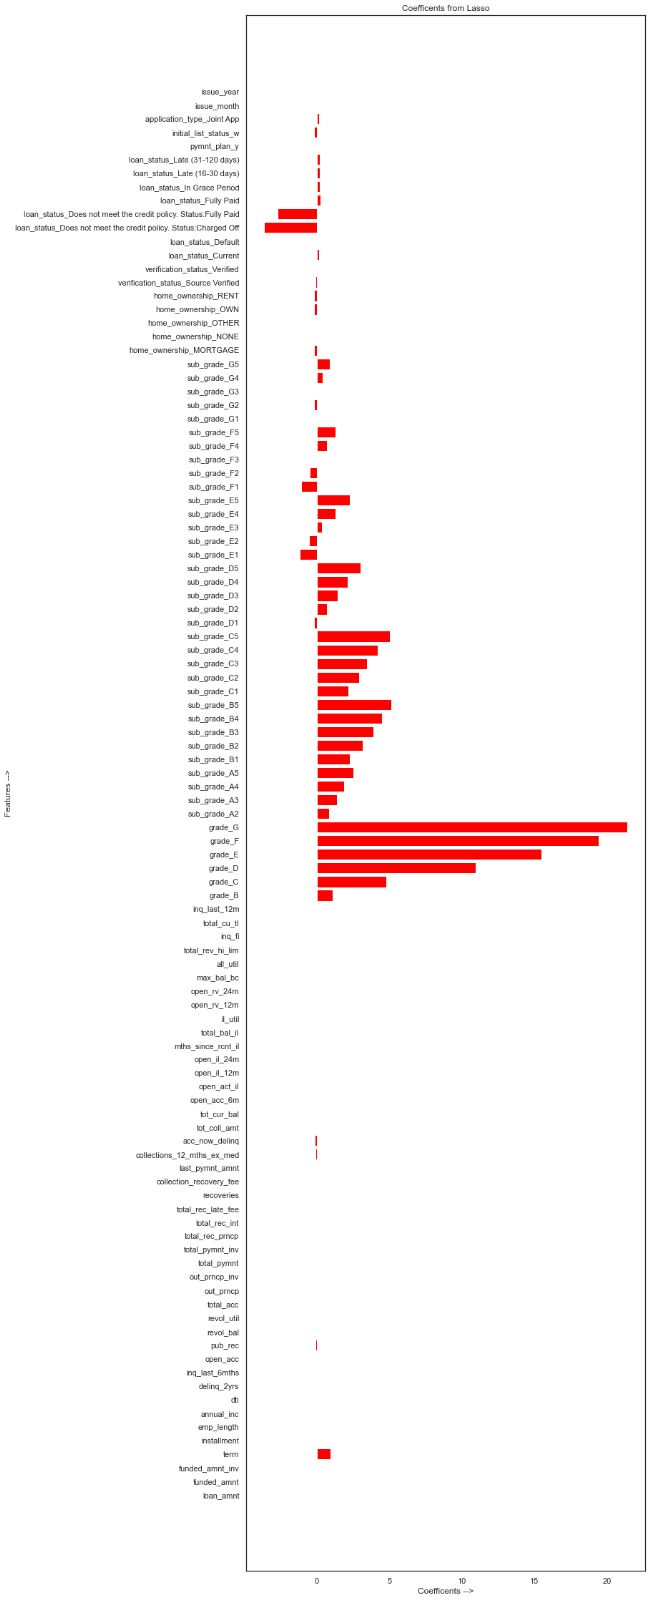 Coefficents from Lasso
issue_year
issue_month
application_type_Joint App
initial_list_status_w
pymnt_plan_y
loan_status_Late (31-120 days)
loan_status_Late (16-30 days)
loan_status_In Grace Period
loan_status_Fully Paid
loan_status_Does not meet the credit policy. Status:Fully Paid
loan_status_Does not meet the credit policy. Status:Charged Off
loan_status_Default
loan_status_Current
verification_status_Verified
verification_status_Source Verified
home_ownership_RENT
home_ownership_OWN
home_ownership_OTHER
home_ownership_NONE
home_ownership_MORTGAGE
sub_grade_G5
sub_grade_G4
sub_grade_G3
sub_grade_G2
sub_grade_G1
sub_grade_F5
sub_grade_F4
sub_grade_F3
sub_grade_F2
sub_grade_F1
sub_grade_E5
sub_grade_E4
sub_grade_E3
sub_grade_E2
sub_grade_E1
sub_grade_D5
sub_grade_D4
sub_grade_D3
sub_grade_D2
sub_grade_D1
sub_grade_C5
sub_grade_C4
sub_grade_C3
sub_grade_C2
sub_grade_C1
sub_grade_B5
sub_grade_B4
sub_grade_B3
sub_grade_B2
sub_grade_B1
sub_grade_A5
sub_grade_A4
sub_grade_A3
sub_grade_A2
grade_G
grade_F
grade_E
grade_D
grade_C
grade_B
inq_last_12m
total_cu_tl
inq_fi
total_rev_hi_lim
all_util
max_bal_bc
open_rv_24m
open_rv_12m
il_util
total_bal_il
mths_since_rcnt_il
open_il_24m
open_il_12m
open_act_il
open_acc_6m
tot_cur_bal
tot_coll_amt
acc_now_delinq
collections_12_mths_ex_med
last_pymnt_amnt
collection_recovery_fee
recoveries
total_rec_late_fee
total_rec_int
total_rec_prncp
total_pymnt_inv
total_pymnt
out_prncp_inv
out_prncp
total_acc
revol_util
revol_bal
pub_rec
open_acc
inq_last_6mths
delinq_2yrs
dti
annual_inc
emp_length
installment
term
funded_amnt_inv
funded_amnt
loan_amnt
Features -->
0 5 10 15 20
Coefficents -->